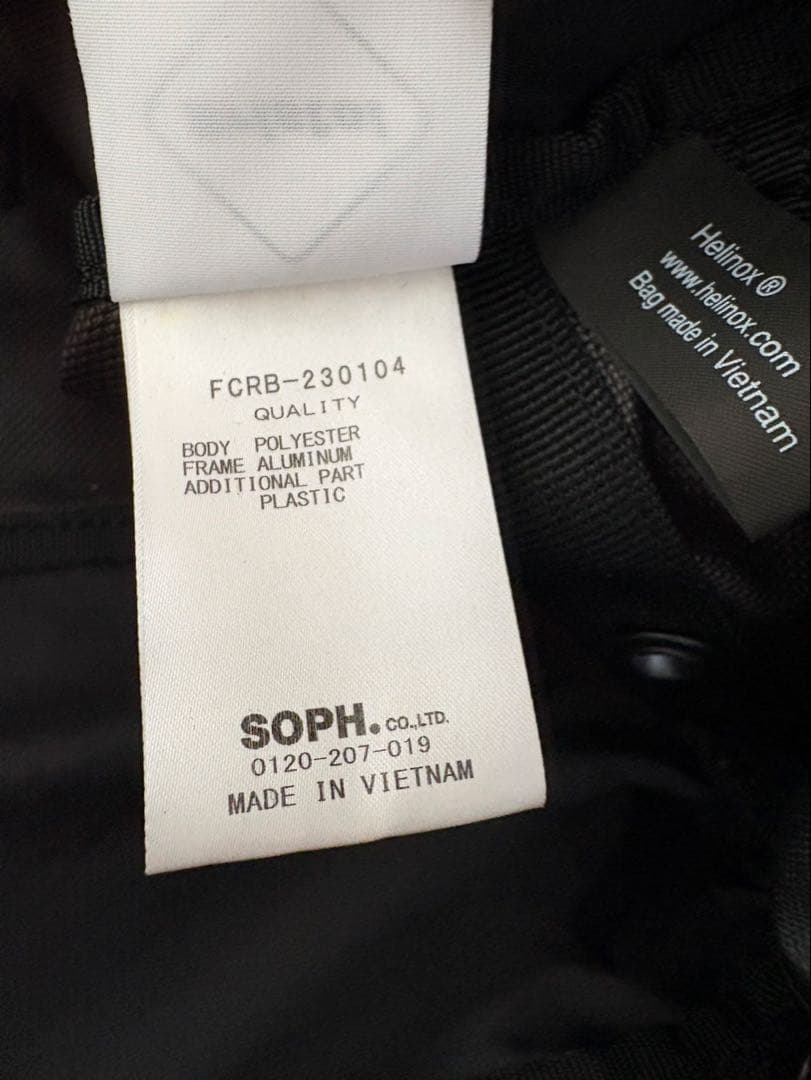 FCRB-230104
QUALITY
BODY POLYESTER
FRAME ALUMINUM
ADDITIONAL PART
PLASTIC
SOPH. CO.,LTD.
0120-207-019
MADE IN VIETNAM
Helinox ®
www.helinox.com
Bag made in Vietnam